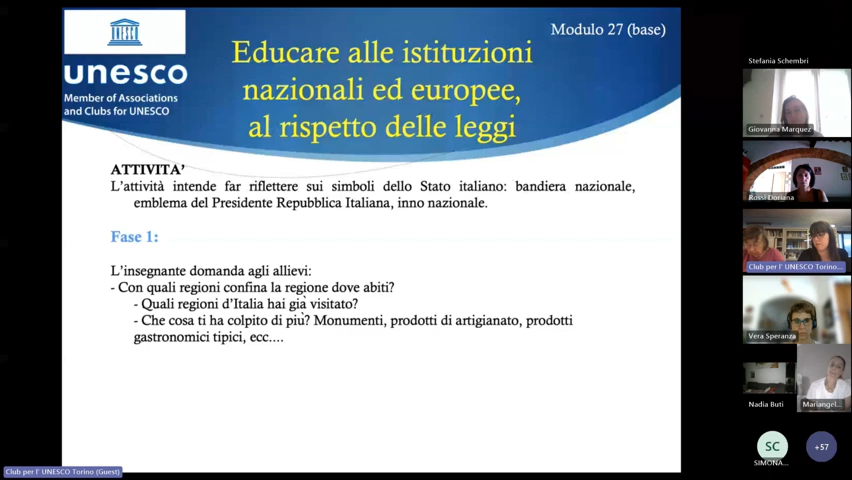 Modulo 27 (base)
Educare alle istituzioni
nazionali ed europee,
al rispetto delle leggi
unesco
Member of Associations
and Clubs for UNESCO
ATTIVITA’
L’attività intende far riflettere sui simboli dello Stato italiano: bandiera nazionale,
emblema del Presidente Repubblica Italiana, inno nazionale.
Fase 1:
L’insegnante domanda agli allievi:
- Con quali regioni confina la regione dove abiti?
- Quali regioni d’Italia hai già visitato?
- Che cosa ti ha colpito di più? Monumenti, prodotti di artigianato, prodotti
gastronomici tipici, ecc....
Club per l' UNESCO Torino (Guest)
Stefania Schembri
Giovanna Marquez
Rossi Doriana
Club per l' UNESCO Torino...
Vera Speranza
Nadia Buti
Mariangel...
SC
SIMONA...
+57